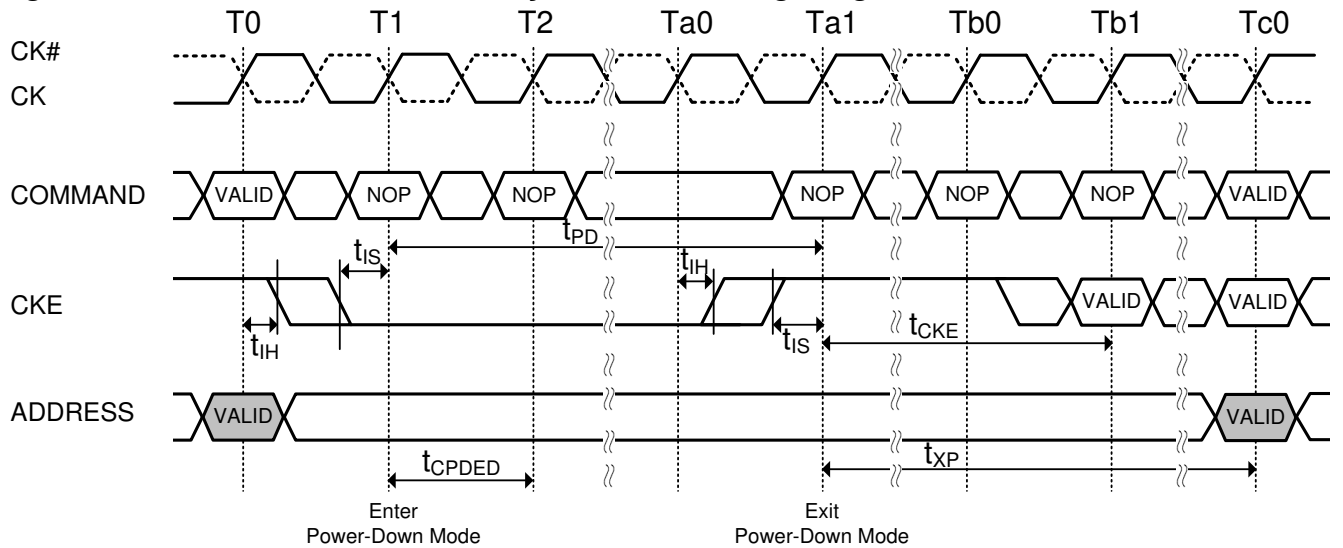 T0 T1 T2 Ta0 Ta1 Tb0 Tb1 Tc0
CK#
CK
COMMAND VALID NOP NOP NOP NOP NOP VALID
tPD
tIS tIH
CKE VALID VALID
tIH tIS tCKE
ADDRESS VALID VALID
tCPDED tXP
Enter
Power-Down Mode
Exit
Power-Down Mode